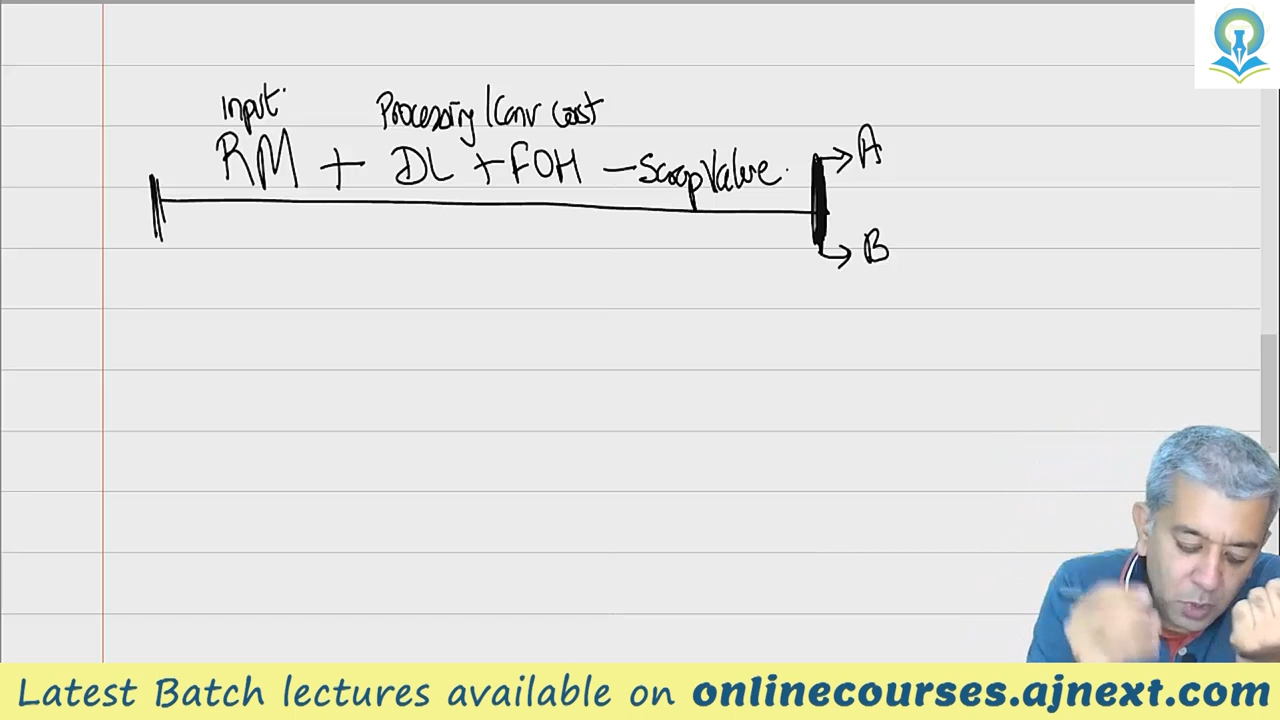 Input
Processing / Conv cost
RM + DL + FOH - Scrap Value.
A
B
Latest Batch lectures available on onlinecourses.ajnext.com